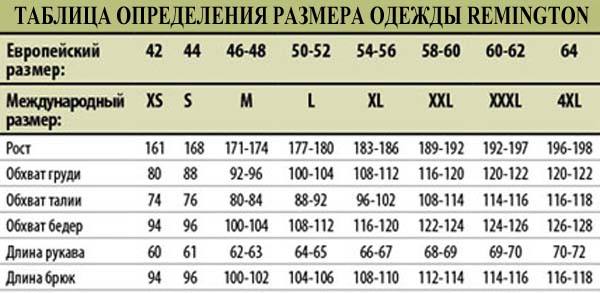 ТАБЛИЦА ОПРЕДЕЛЕНИЯ РАЗМЕРА ОДЕЖДЫ REMINGTON
Европейский размер: 42 44 46-48 50-52 54-56 58-60 60-62 64
Международный размер: XS S M L XL XXL XXXL 4XL
Рост 161 168 171-174 177-180 183-186 189-192 192-197 196-198
Обхват груди 80 88 92-96 100-104 108-112 116-120 120-122 120-122
Обхват талии 74 76 80-84 88-92 96-102 108-114 114-116 116-118
Обхват бедер 94 96 100-104 108-112 116-120 122-124 124-126 126-128
Длина рукава 60 61 62-63 64-65 66-67 68-69 69-70 70-72
Длина брюк 94 96 100-102 104-106 108-110 112-114 114-116 116-118